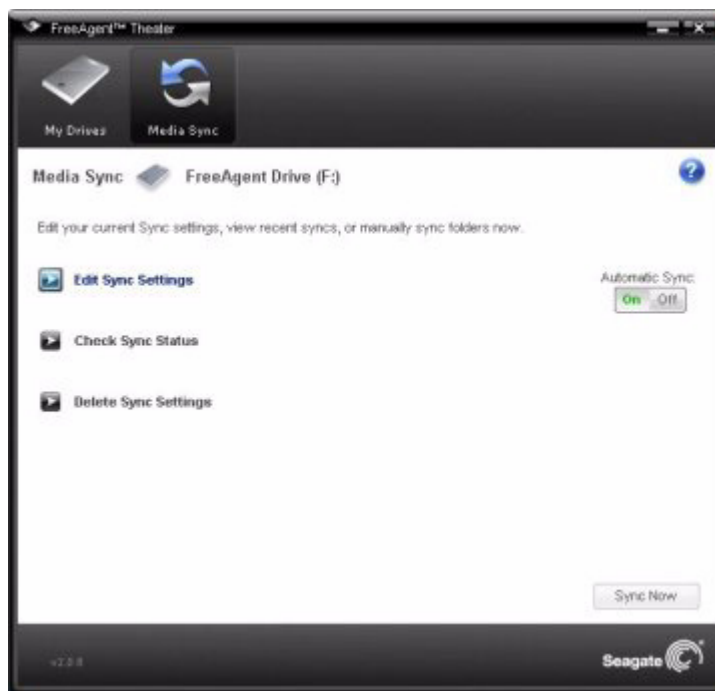 FreeAgent™ Theater
My Drives
Media Sync
Media Sync FreeAgent Drive (F:)
?
Edit your current Sync settings, view recent syncs, or manually sync folders now.
Edit Sync Settings
Automatic Sync:
On Off
Check Sync Status
Delete Sync Settings
Sync Now
Seagate